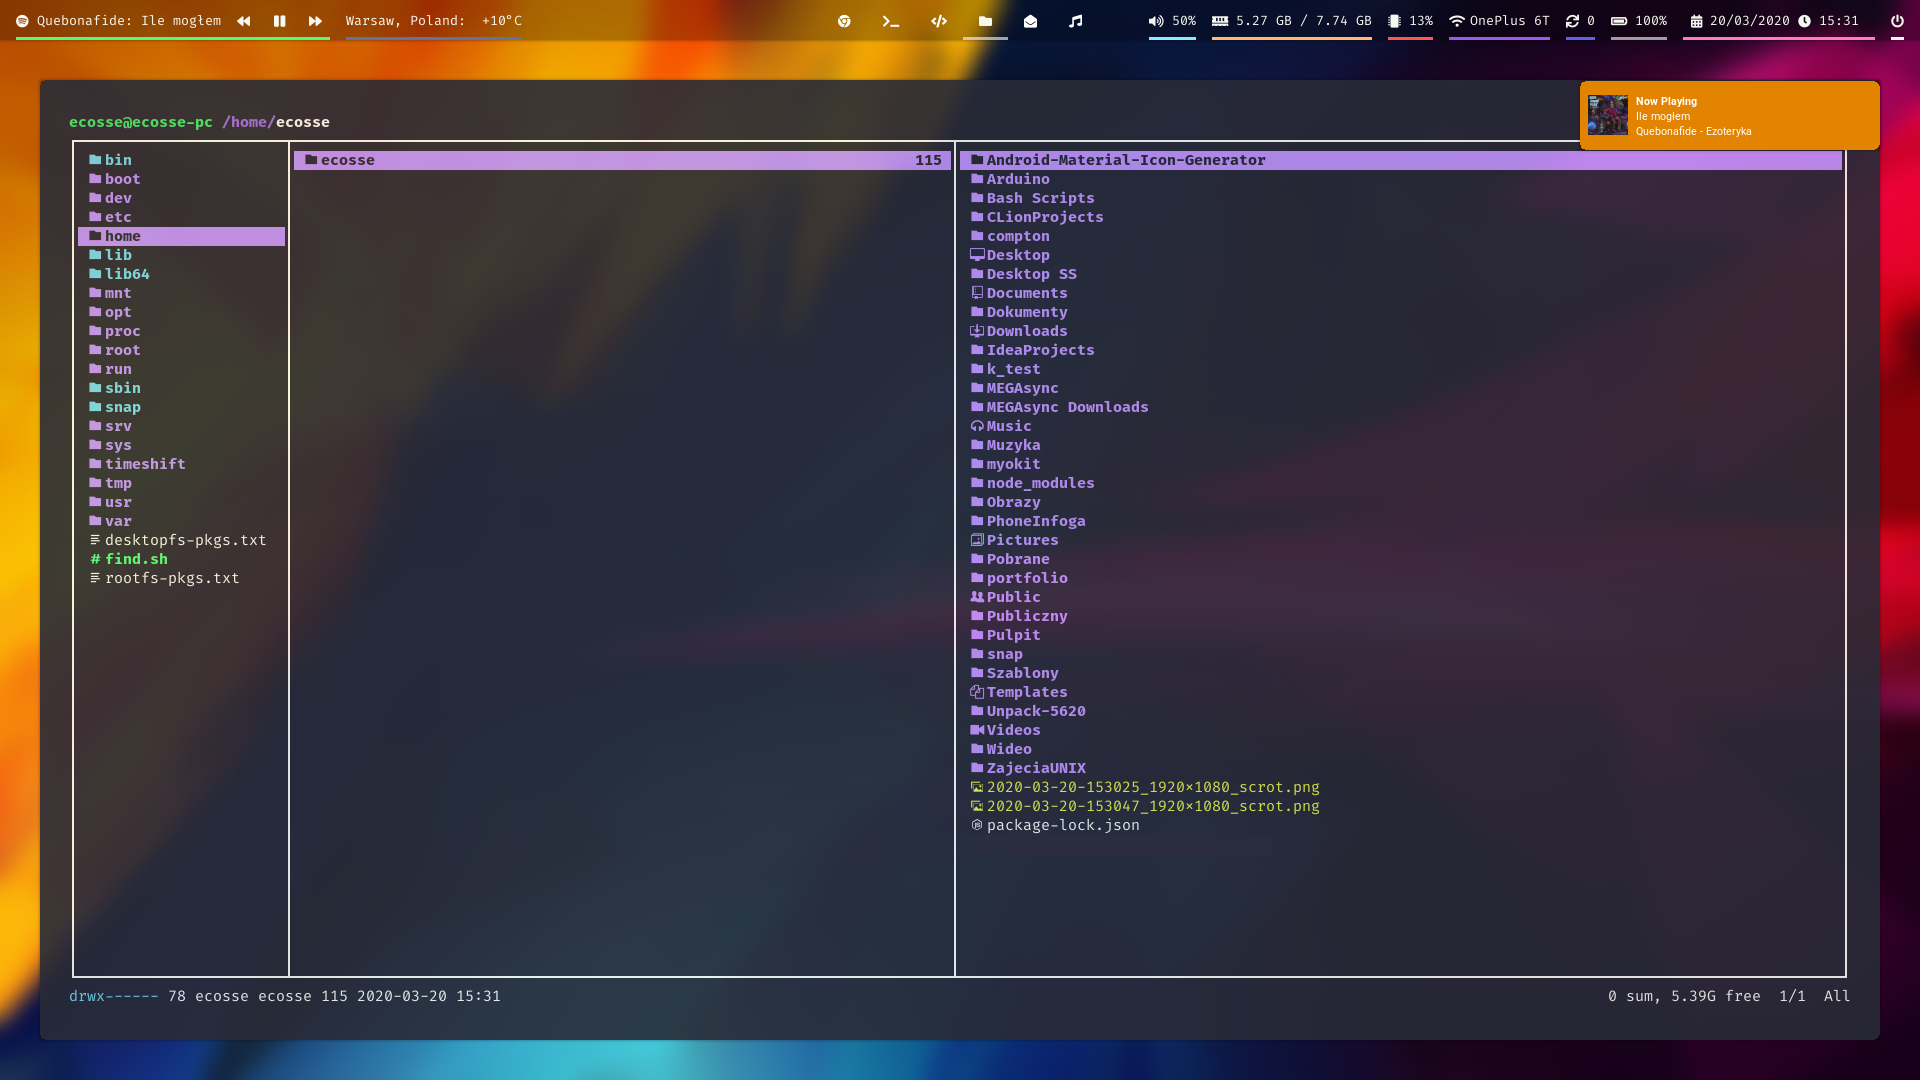 Quebonafide: Ile mogłem
Warsaw, Poland: +10°C
50%
5.27 GB / 7.74 GB
13%
OnePlus 6T
0
100%
20/03/2020
15:31
Now Playing
Ile mogłem
Quebonafide - Ezoteryka
ecosse@ecosse-pc /home/ecosse
bin
boot
dev
etc
home
lib
lib64
mnt
opt
proc
root
run
sbin
snap
srv
sys
timeshift
tmp
usr
var
desktopfs-pkgs.txt
# find.sh
rootfs-pkgs.txt
ecosse 115
Android-Material-Icon-Generator
Arduino
Bash Scripts
CLionProjects
compton
Desktop
Desktop SS
Documents
Dokumenty
Downloads
IdeaProjects
k_test
MEGAsync
MEGAsync Downloads
Music
Muzyka
myokit
node_modules
Obrazy
PhoneInfoga
Pictures
Pobrane
portfolio
Public
Publiczny
Pulpit
snap
Szablony
Templates
Unpack-5620
Videos
Wideo
ZajeciaUNIX
2020-03-20-153025_1920×1080_scrot.png
2020-03-20-153047_1920×1080_scrot.png
package-lock.json
drwx------ 78 ecosse ecosse 115 2020-03-20 15:31
0 sum, 5.39G free 1/1 All